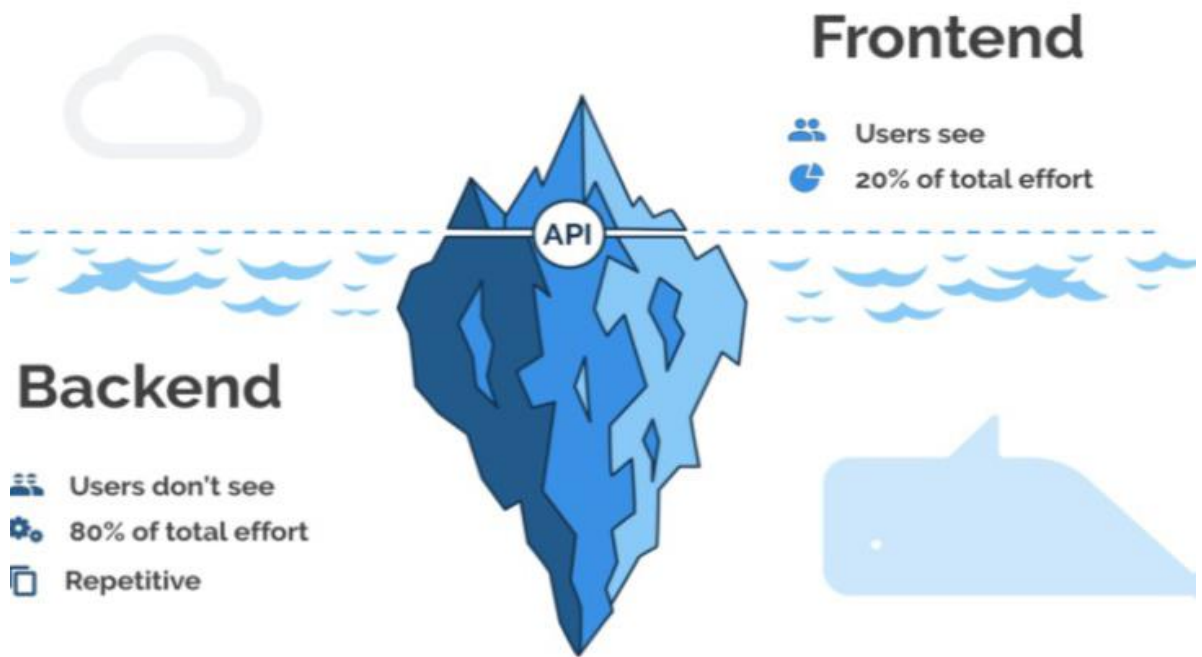 Frontend
Users see
20% of total effort
API
Backend
Users don't see
80% of total effort
Repetitive